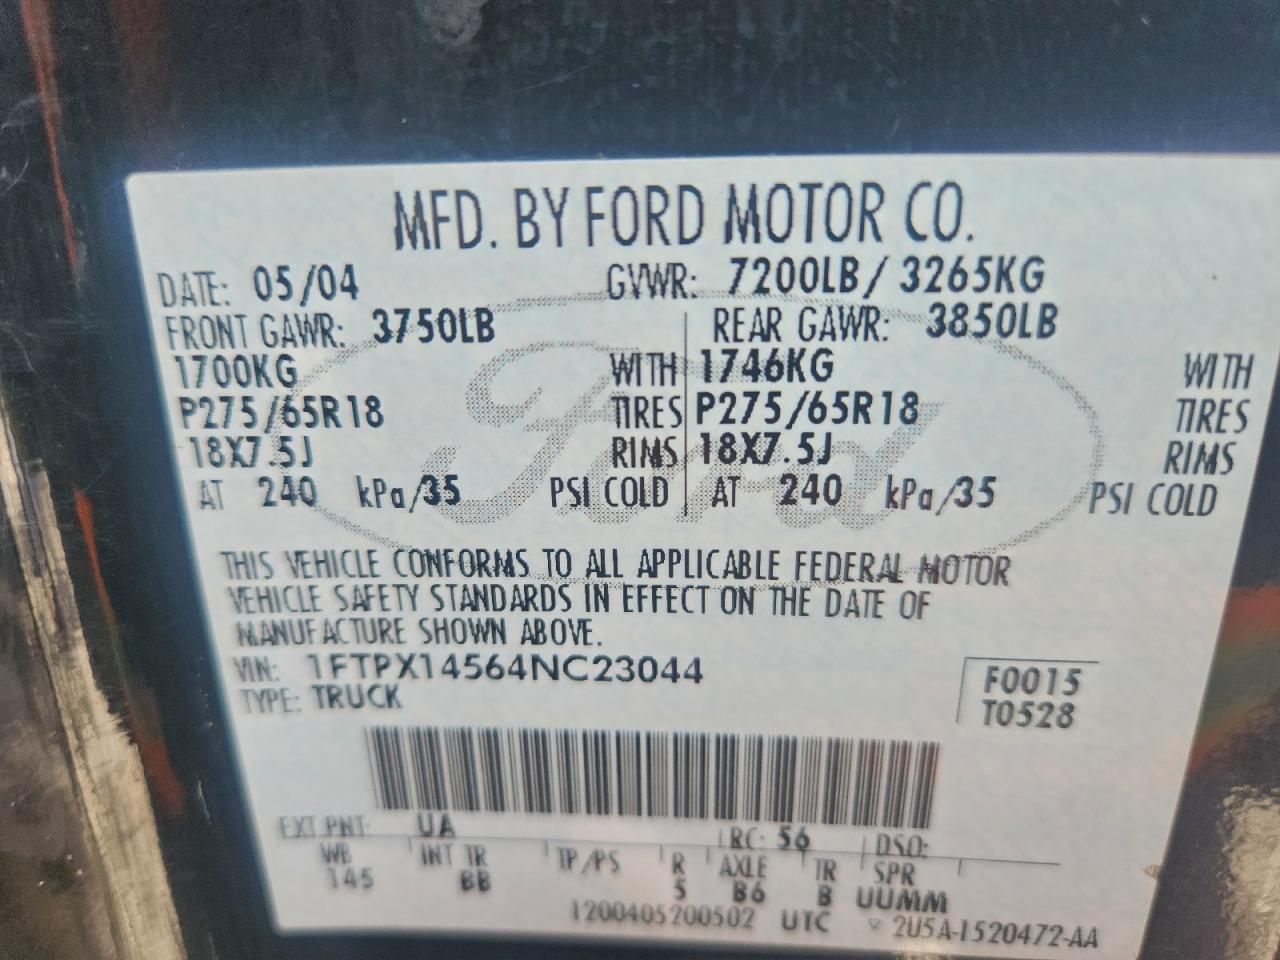 MFD. BY FORD MOTOR CO.
DATE: 05/04 GVWR: 7200LB/ 3265KG
FRONT GAWR: 3750LB REAR GAWR: 3850LB
1700KG WITH 1746KG WITH
P275/65R18 TIRES P275/65R18 TIRES
18X7.5J RIMS 18X7.5J RIMS
AT 240 kPa/35 PSI COLD AT 240 kPa/35 PSI COLD
Ford
THIS VEHICLE CONFORMS TO ALL APPLICABLE FEDERAL MOTOR
VEHICLE SAFETY STANDARDS IN EFFECT ON THE DATE OF
MANUFACTURE SHOWN ABOVE.
VIN: 1FTPX14564NC23044
TYPE: TRUCK
F0015
T0528
EXT PNT: UA RC: 56 DSO:
WB INT TR TP/PS R AXLE TR SPR
145 BB 5 B6 B UUMM
1200405200502 UTC ▽ 2U5A-1520472-AA